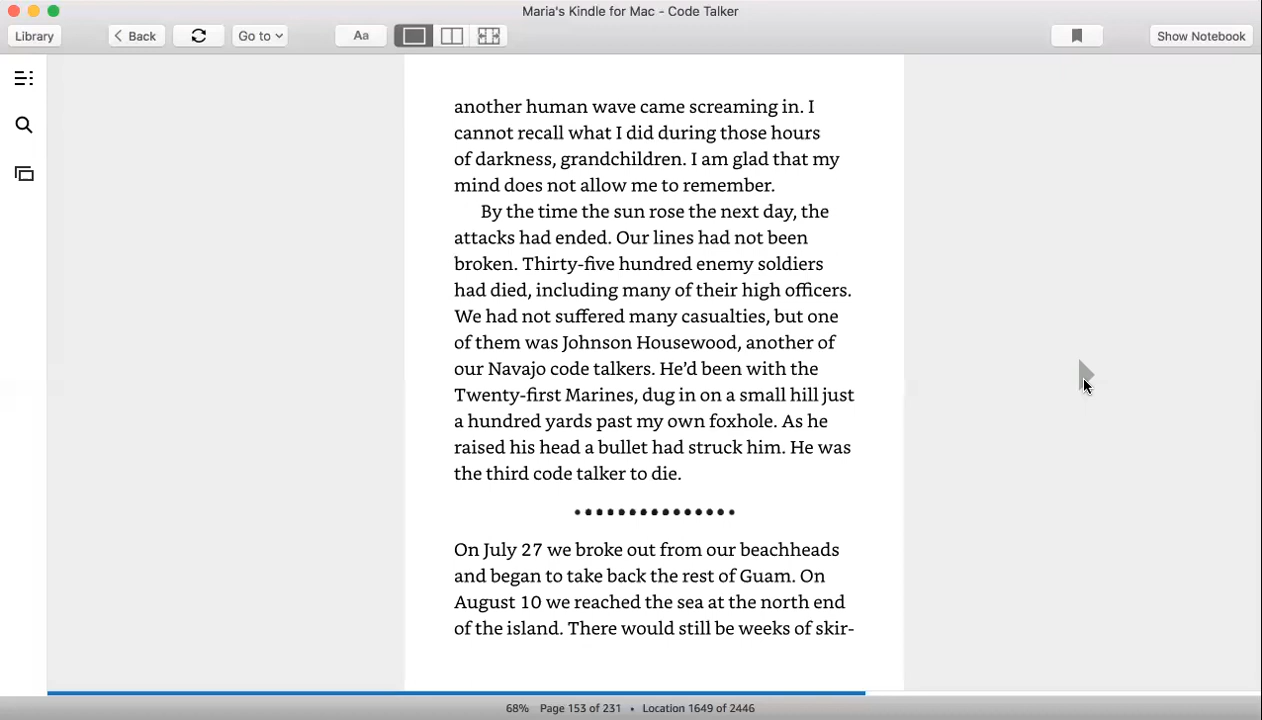 Maria's Kindle for Mac - Code Talker
Library
Back
Go to
Aa
Show Notebook
another human wave came screaming in. I
cannot recall what I did during those hours
of darkness, grandchildren. I am glad that my
mind does not allow me to remember.
By the time the sun rose the next day, the
attacks had ended. Our lines had not been
broken. Thirty-five hundred enemy soldiers
had died, including many of their high officers.
We had not suffered many casualties, but one
of them was Johnson Housewood, another of
our Navajo code talkers. He’d been with the
Twenty-first Marines, dug in on a small hill just
a hundred yards past my own foxhole. As he
raised his head a bullet had struck him. He was
the third code talker to die.
On July 27 we broke out from our beachheads
and began to take back the rest of Guam. On
August 10 we reached the sea at the north end
of the island. There would still be weeks of skir-
68% Page 153 of 231 • Location 1649 of 2446